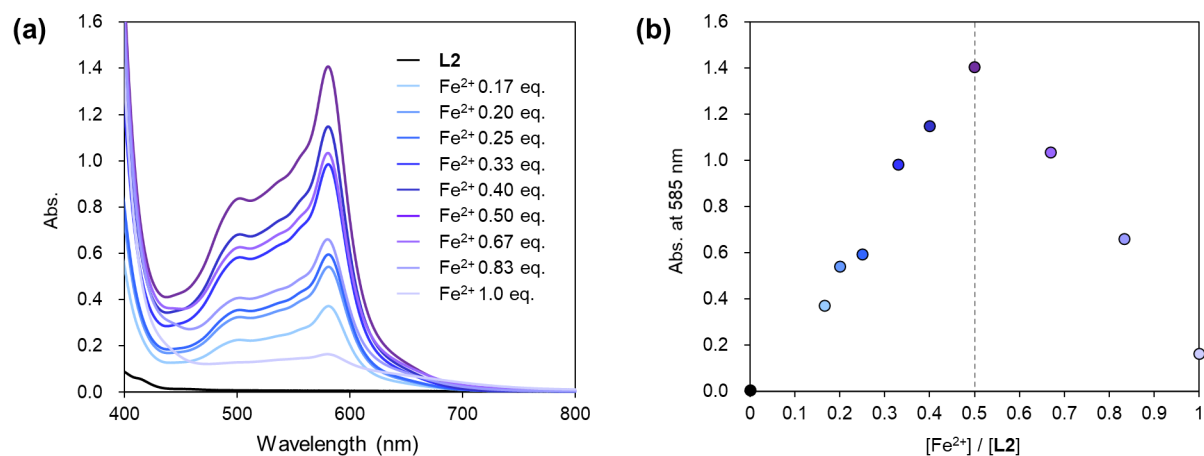 (a)
1.6
1.4
1.2
1.0
0.8
0.6
0.4
0.2
0.0
Abs.
400
500
600
700
800
Wavelength (nm)
L2
Fe²⁺ 0.17 eq.
Fe²⁺ 0.20 eq.
Fe²⁺ 0.25 eq.
Fe²⁺ 0.33 eq.
Fe²⁺ 0.40 eq.
Fe²⁺ 0.50 eq.
Fe²⁺ 0.67 eq.
Fe²⁺ 0.83 eq.
Fe²⁺ 1.0 eq.
(b)
1.6
1.4
1.2
1.0
0.8
0.6
0.4
0.2
0.0
Abs. at 585 nm
0 0.1 0.2 0.3 0.4 0.5 0.6 0.7 0.8 0.9 1
[Fe²⁺] / [L2]